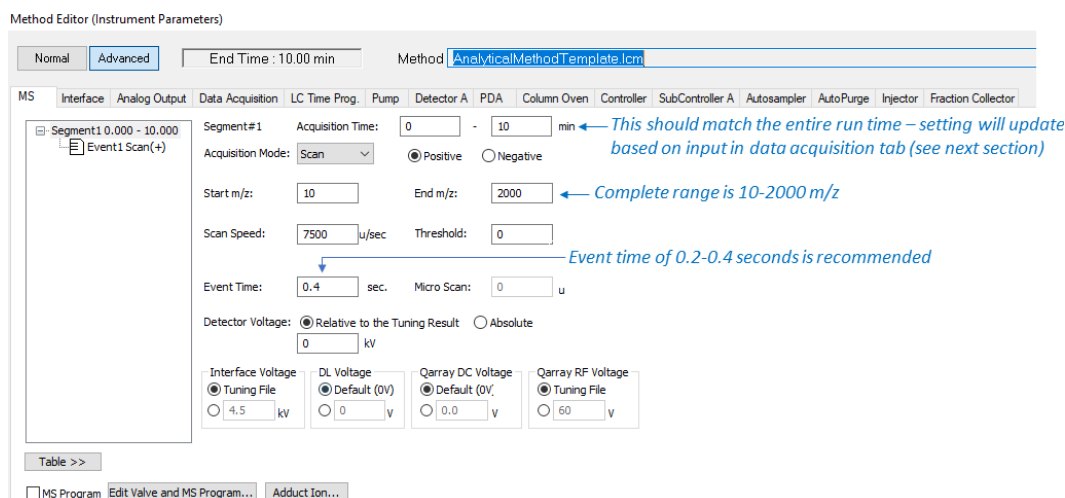 Method Editor (Instrument Parameters)
Normal Advanced End Time : 10.00 min Method AnalyticalMethodTemplate.lcm
MS Interface Analog Output Data Acquisition LC Time Prog. Pump Detector A PDA Column Oven Controller SubController A Autosampler AutoPurge Injector Fraction Collector
Segment1 0.000 - 10.000
Event1 Scan(+)
Segment#1 Acquisition Time: 0 - 10 min This should match the entire run time – setting will update
based on input in data acquisition tab (see next section)
Acquisition Mode: Scan Positive Negative
Start m/z: 10 End m/z: 2000 Complete range is 10-2000 m/z
Scan Speed: 7500 u/sec Threshold: 0
Event time of 0.2-0.4 seconds is recommended
Event Time: 0.4 sec. Micro Scan: 0 u
Detector Voltage: Relative to the Tuning Result Absolute
0 kV
Interface Voltage DL Voltage Qarray DC Voltage Qarray RF Voltage
Tuning File Default (0V) Default (0V) Tuning File
4.5 kV 0 V 0.0 V 60 V
Table >>
MS Program Edit Valve and MS Program... Adduct Ion...